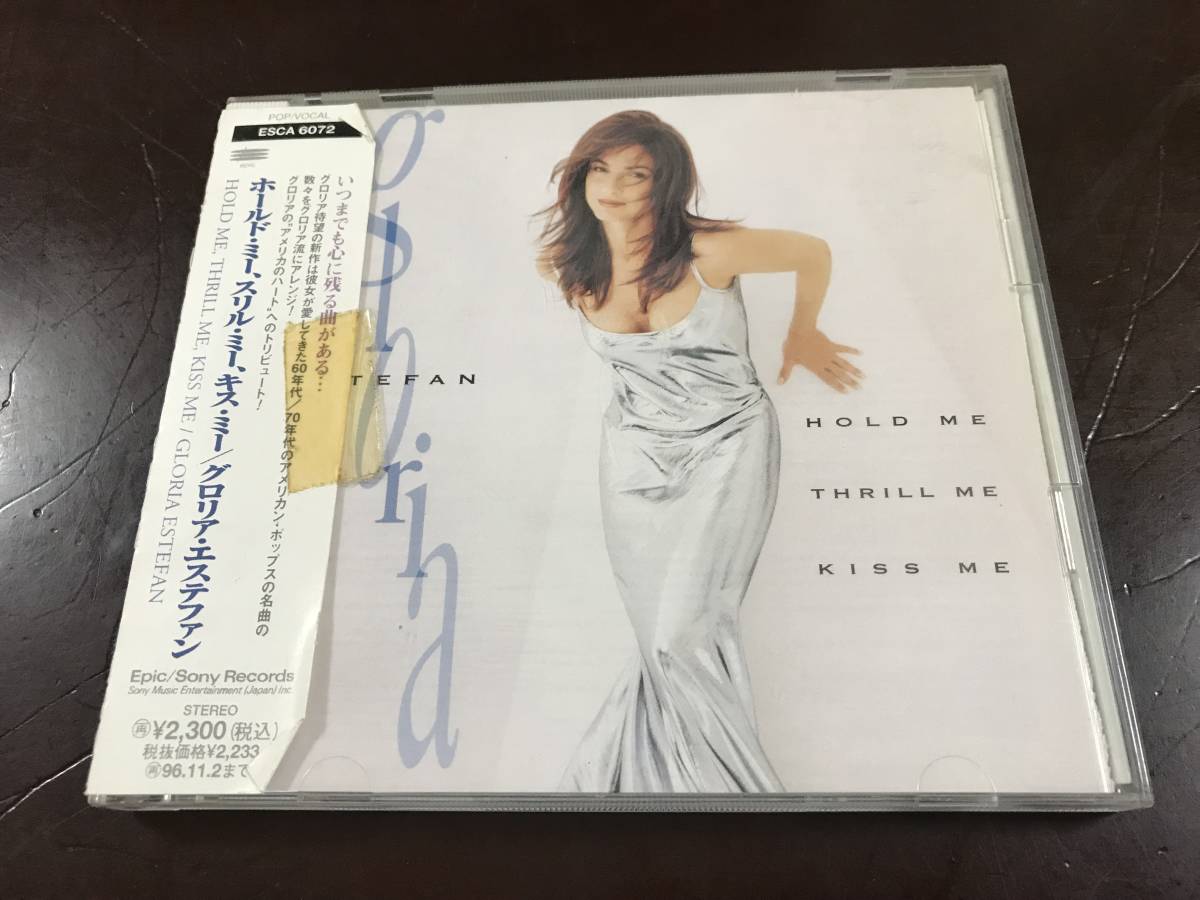 POP/VOCAL
ESCA 6072
いつまでも心に残る曲がある…
グロリア待望の新作は彼女が愛してきた60年代/70年代のアメリカン・ポップスの名曲の
数々をグロリア流にアレンジ!
グロリアの"アメリカのハート"へのトリビュート!
ホールド・ミー、スリル・ミー、キス・ミー/グロリア・エステファン
HOLD ME, THRILL ME, KISS ME / GLORIA ESTEFAN
Epic/Sony Records
Sony Music Entertainment (Japan) Inc.
STEREO
再¥2,300(税込)
税抜価格¥2,233
再96.11.2まで
gloria
TEFAN
HOLD ME
THRILL ME
KISS ME